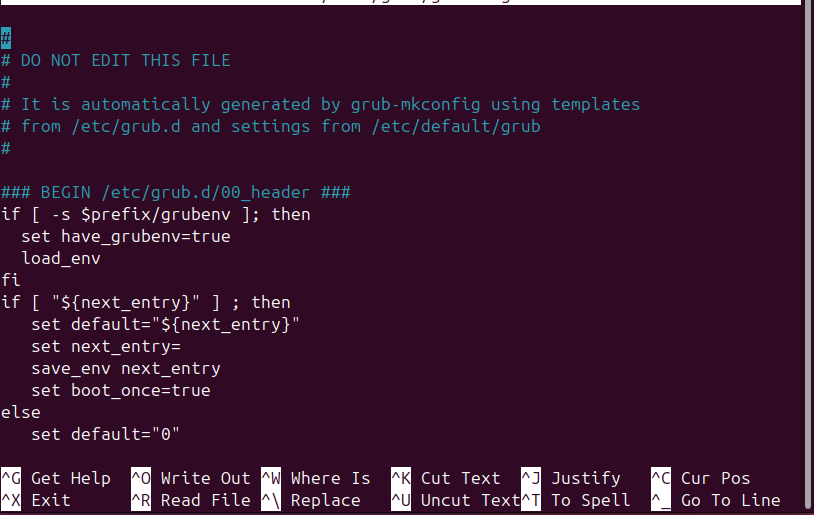 #
# DO NOT EDIT THIS FILE
#
# It is automatically generated by grub-mkconfig using templates
# from /etc/grub.d and settings from /etc/default/grub
#
### BEGIN /etc/grub.d/00_header ###
if [ -s $prefix/grubenv ]; then
  set have_grubenv=true
  load_env
fi
if [ "${next_entry}" ] ; then
   set default="${next_entry}"
   set next_entry=
   save_env next_entry
   set boot_once=true
else
   set default="0"
^G Get Help  ^O Write Out ^W Where Is  ^K Cut Text  ^J Justify   ^C Cur Pos
^X Exit      ^R Read File ^\ Replace   ^U Uncut Text^T To Spell  ^_ Go To Line